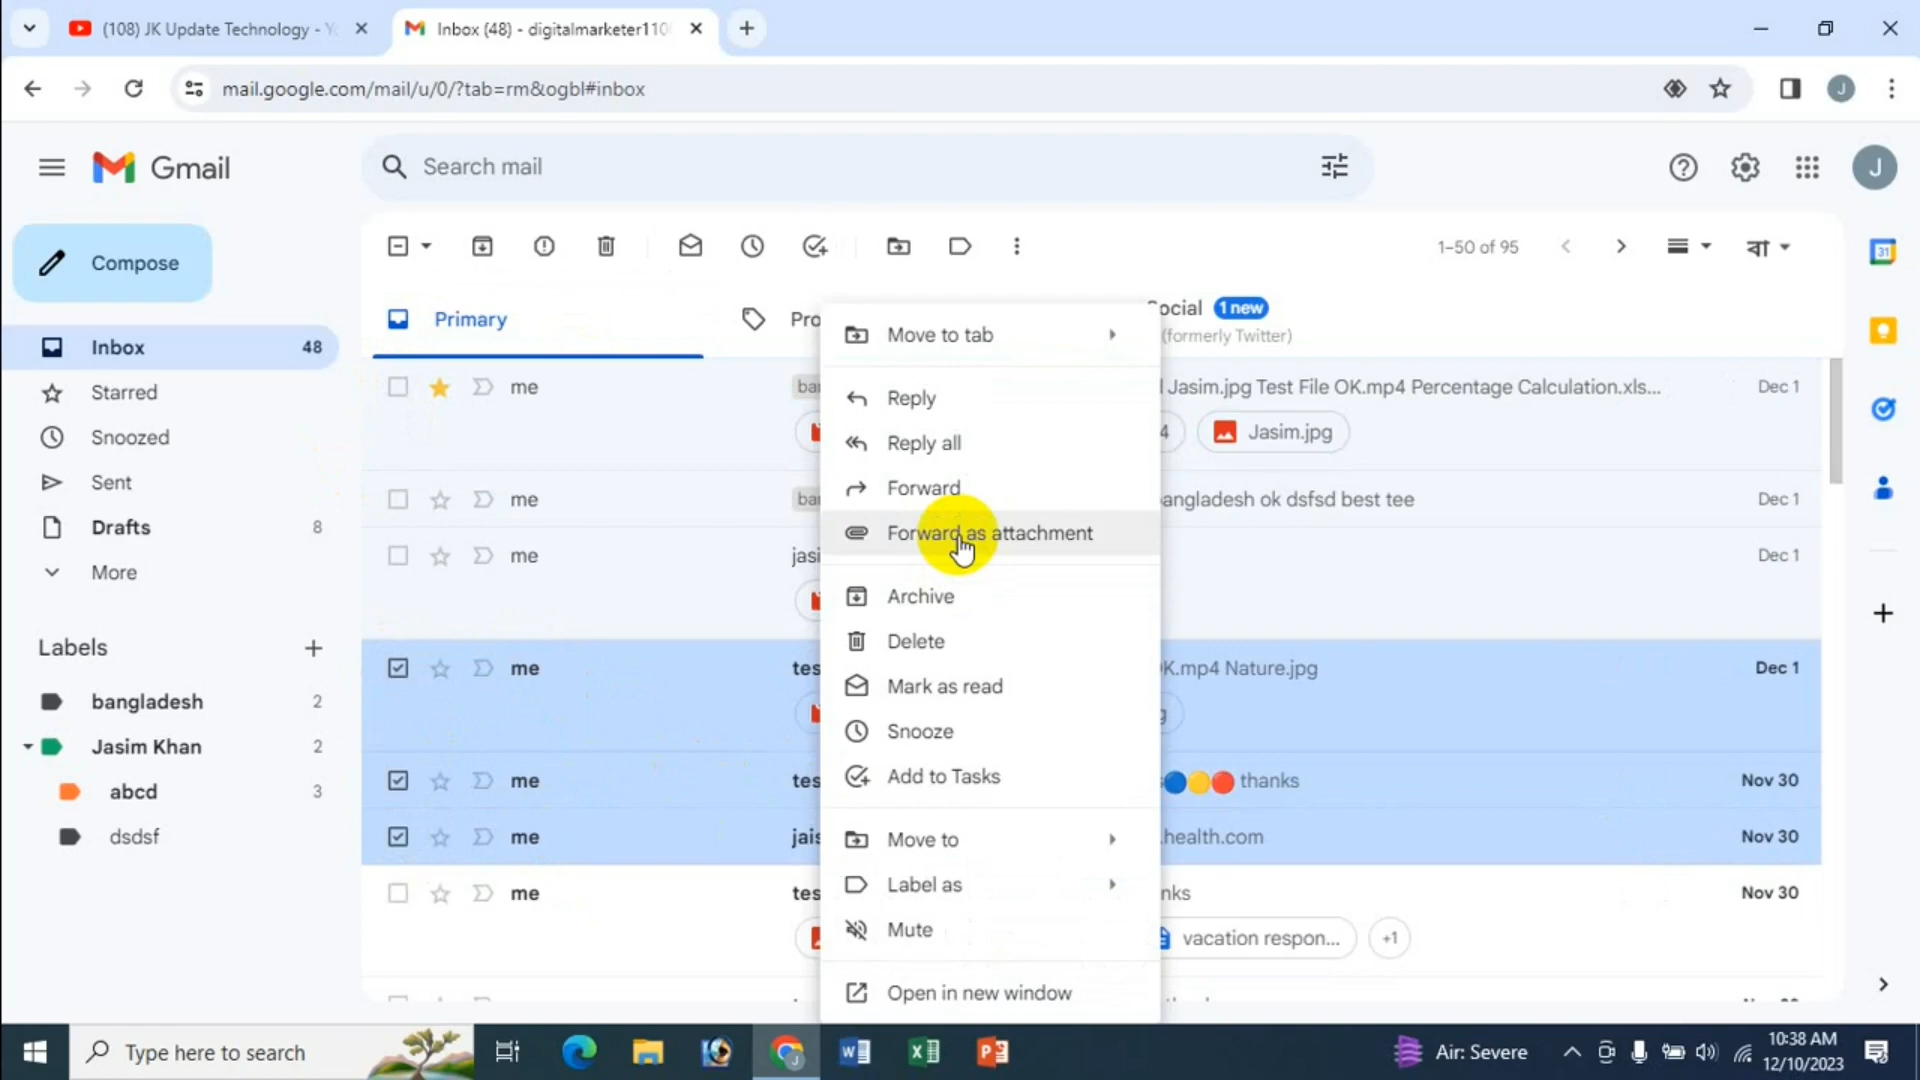 (108) JK Update Technology - Y
Inbox (48) - digitalmarketer110
mail.google.com/mail/u/0/?tab=rm&ogbl#inbox
J
Gmail
Search mail
J
Compose
1–50 of 95
বা
31
Primary
Pro
Social 1 new
(formerly Twitter)
Inbox 48
Starred
Snoozed
Sent
Drafts 8
More
Labels
bangladesh 2
Jasim Khan 2
abcd 3
dsdsf
me
Jasim.jpg Test File OK.mp4 Percentage Calculation.xls...
Dec 1
4
Jasim.jpg
me
angladesh ok dsfsd best tee
Dec 1
me
jasi
Dec 1
me
tes
K.mp4 Nature.jpg
Dec 1
g
me
tes
thanks
Nov 30
me
jais
.health.com
Nov 30
me
tes
nks
Nov 30
vacation respon...
+1
Move to tab
Reply
Reply all
Forward
Forward as attachment
Archive
Delete
Mark as read
Snooze
Add to Tasks
Move to
Label as
Mute
Open in new window
Type here to search
Air: Severe
10:38 AM
12/10/2023